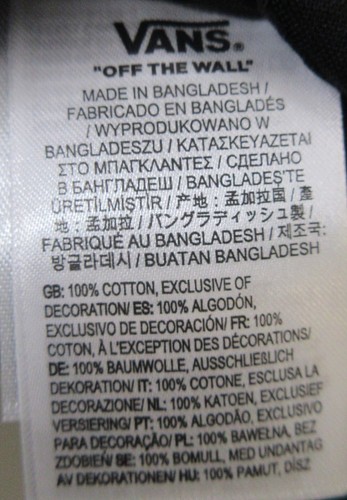 VANS®
"OFF THE WALL"
MADE IN BANGLADESH /
FABRICADO EN BANGLADÉS
/ WYPRODUKOWANO W
BANGLADESZU / ΚΑΤΑΣΚΕΥΑΖΕΤΑΙ
ΣΤΟ ΜΠΑΓΚΛΑΝΤΕΣ / СДЕЛАНО
В БАНГЛАДЕШ / BANGLADEŞ'TE
ÜRETİLMİŞTİR / 产地:孟加拉国 / 產
地:孟加拉 / バングラディッシュ製 /
FABRIQUÉ AU BANGLADESH / 제조국:
방글라데시 / BUATAN BANGLADESH
GB: 100% COTTON, EXCLUSIVE OF
DECORATION/ ES: 100% ALGODÓN,
EXCLUSIVO DE DECORACIÓN/ FR: 100%
COTON, À L'EXCEPTION DES DÉCORATIONS/
DE: 100% BAUMWOLLE, AUSSCHLIEßLICH
DEKORATION/ IT: 100% COTONE, ESCLUSA LA
DECORAZIONE/ NL: 100% KATOEN, EXCLUSIEF
VERSIERING/ PT: 100% ALGODÃO, EXCLUSIVO
PARA DECORAÇÃO/ PL: 100% BAWEŁNA, BEZ
ZDOBIEŃ/ SE: 100% BOMULL, MED UNDANTAG
AV DEKORATIONEN/ HU: 100% PAMUT, DÍSZ